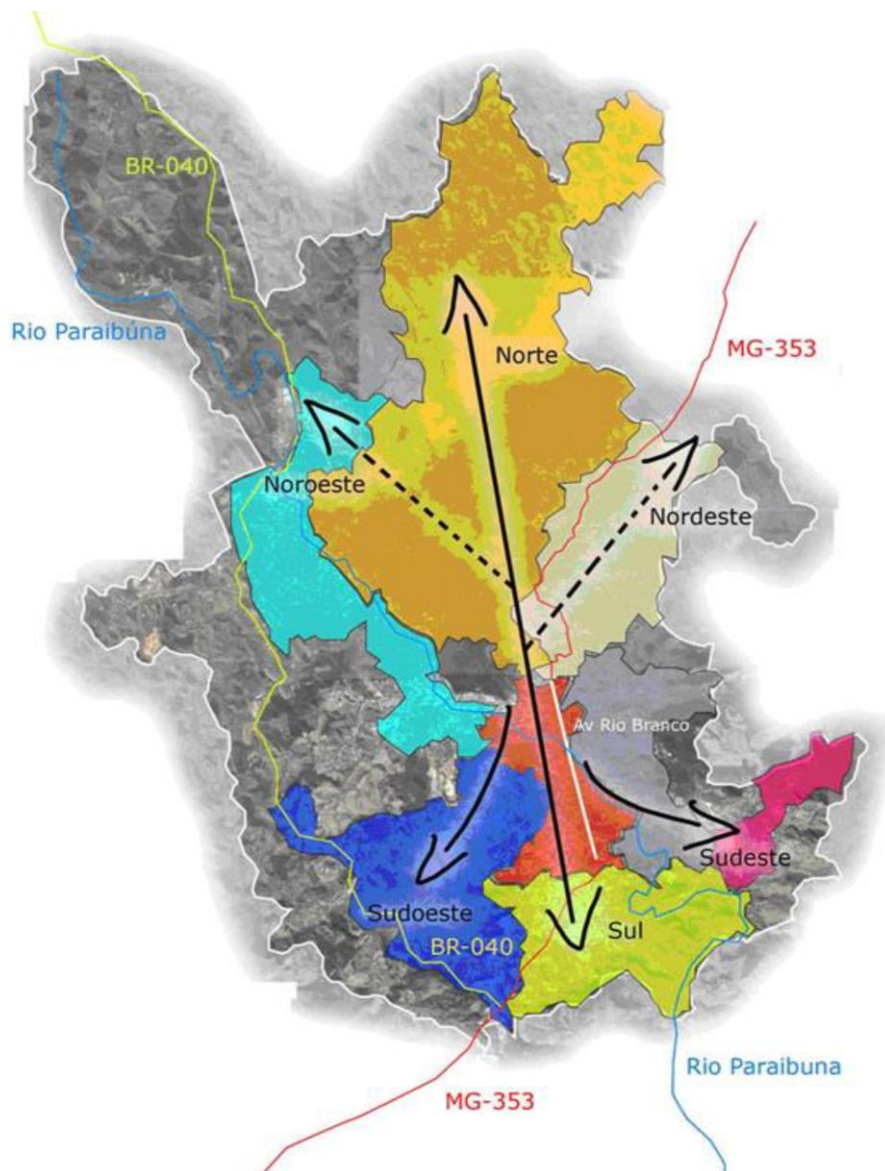 BR-040
Rio Paraibúna
Norte
MG-353
Noroeste
Nordeste
Av Rio Branco
Sudeste
Sudoeste
Sul
BR-040
Rio Paraibuna
MG-353